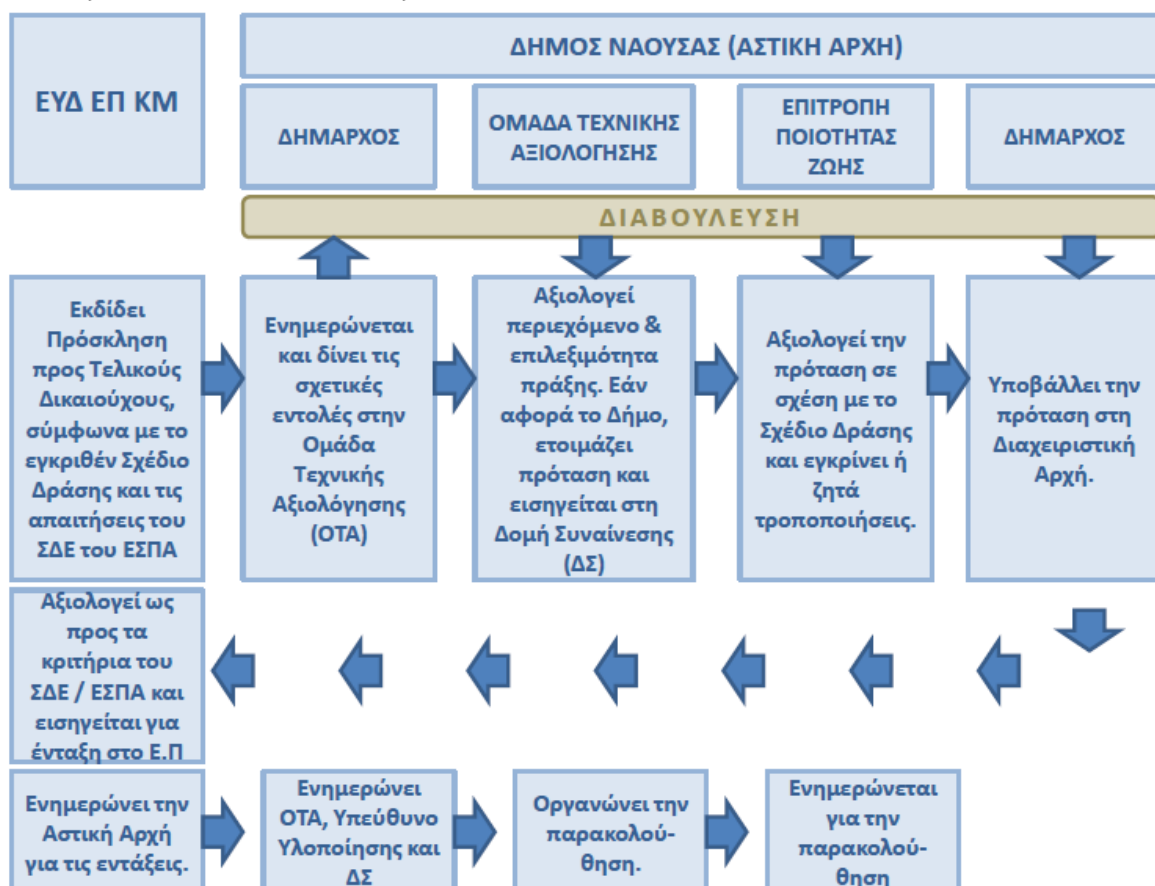 ΕΥΔ ΕΠ ΚΜ
ΔΗΜΟΣ ΝΑΟΥΣΑΣ (ΑΣΤΙΚΗ ΑΡΧΗ)
ΔΗΜΑΡΧΟΣ
ΟΜΑΔΑ ΤΕΧΝΙΚΗΣ
ΑΞΙΟΛΟΓΗΣΗΣ
ΕΠΙΤΡΟΠΗ
ΠΟΙΟΤΗΤΑΣ
ΖΩΗΣ
ΔΗΜΑΡΧΟΣ
ΔΙΑΒΟΥΛΕΥΣΗ
Εκδίδει
Πρόσκληση
προς Τελικούς
Δικαιούχους,
σύμφωνα με το
εγκριθέν Σχέδιο
Δράσης και τις
απαιτήσεις του
ΣΔΕ του ΕΣΠΑ
Ενημερώνεται
και δίνει τις
σχετικές
εντολές στην
Ομάδα
Τεχνικής
Αξιολόγησης
(ΟΤΑ)
Αξιολογεί
περιεχόμενο &
επιλεξιμότητα
πράξης. Εάν
αφορά το Δήμο,
ετοιμάζει
πρόταση και
εισηγείται στη
Δομή Συναίνεσης
(ΔΣ)
Αξιολογεί την
πρόταση σε
σχέση με το
Σχέδιο Δράσης
και εγκρίνει ή
ζητά
τροποποιήσεις.
Υποβάλλει την
πρόταση στη
Διαχειριστική
Αρχή.
Αξιολογεί ως
προς τα
κριτήρια του
ΣΔΕ / ΕΣΠΑ και
εισηγείται για
ένταξη στο Ε.Π
Ενημερώνει την
Αστική Αρχή
για τις εντάξεις.
Ενημερώνει
ΟΤΑ, Υπεύθυνο
Υλοποίησης και
ΔΣ
Οργανώνει την
παρακολού-
θηση.
Ενημερώνεται
για την
παρακολού-
θηση